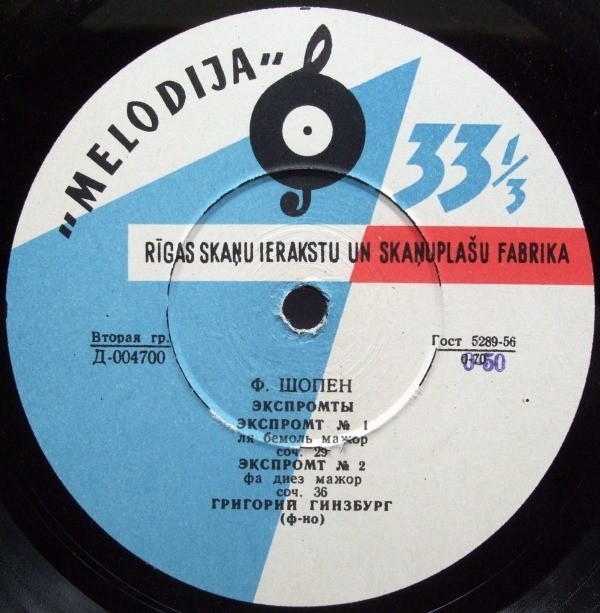 „MELODIJA“
33 1/3
RĪGAS SKAŅU IERAKSTU UN SKAŅUPLAŠU FABRIKA
Вторая гр.
Д-004700
Гост 5289-56
0-70
0-50
Ф. ШОПЕН
ЭКСПРОМТЫ
ЭКСПРОМТ № 1
ля бемоль мажор
соч. 29
ЭКСПРОМТ № 2
фа диез мажор
соч. 36
ГРИГОРИЙ ГИНЗБУРГ
(ф-но)